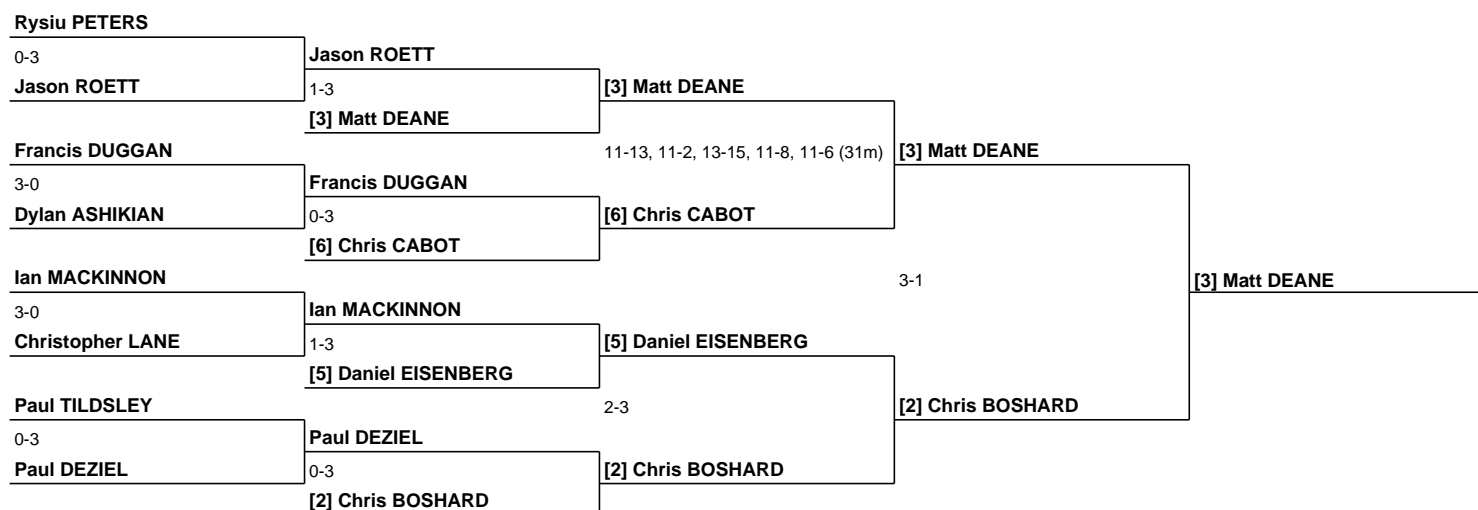 Rysiu PETERS
0-3
Jason ROETT
Jason ROETT
1-3
[3] Matt DEANE
[3] Matt DEANE
Francis DUGGAN
3-0
Dylan ASHIKIAN
Francis DUGGAN
0-3
[6] Chris CABOT
11-13, 11-2, 13-15, 11-8, 11-6 (31m)
[6] Chris CABOT
[3] Matt DEANE
Ian MACKINNON
3-0
Christopher LANE
Ian MACKINNON
1-3
[5] Daniel EISENBERG
[5] Daniel EISENBERG
Paul TILDSLEY
0-3
Paul DEZIEL
Paul DEZIEL
0-3
[2] Chris BOSHARD
2-3
[2] Chris BOSHARD
[2] Chris BOSHARD
3-1
[3] Matt DEANE